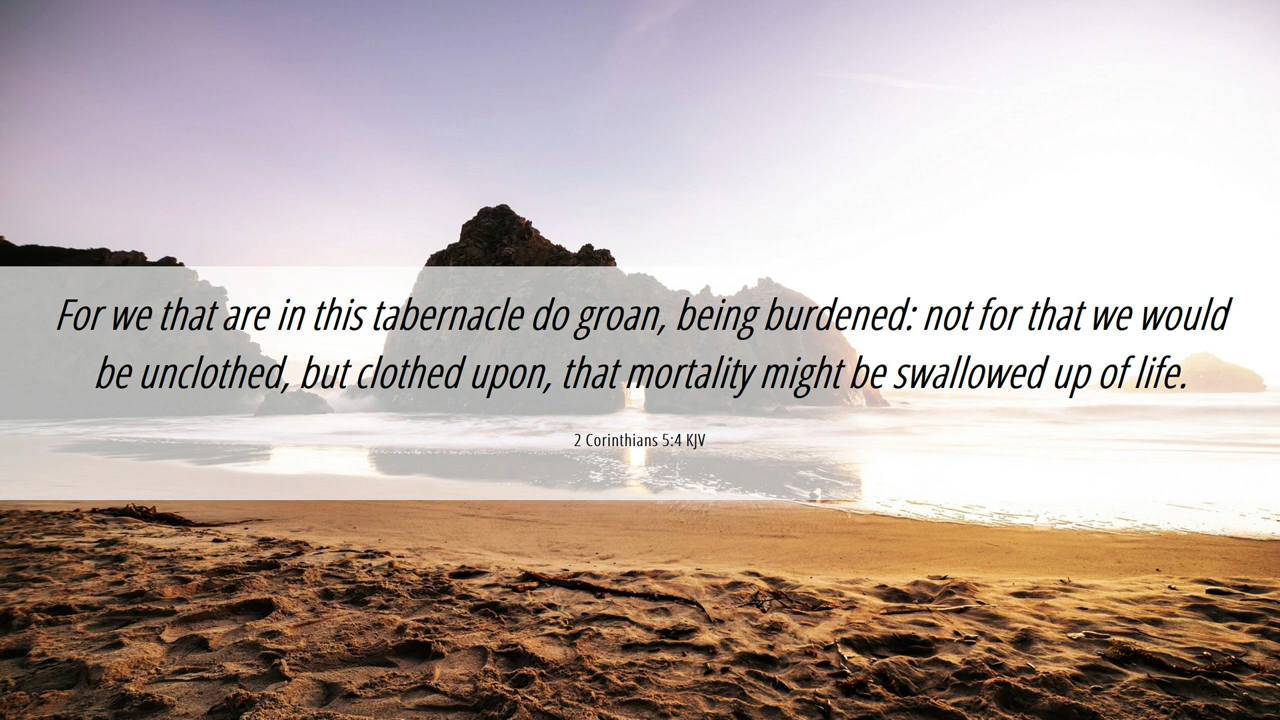 For we that are in this tabernacle do groan, being burdened: not for that we would
be unclothed, but clothed upon, that mortality might be swallowed up of life.
2 Corinthians 5:4 KJV